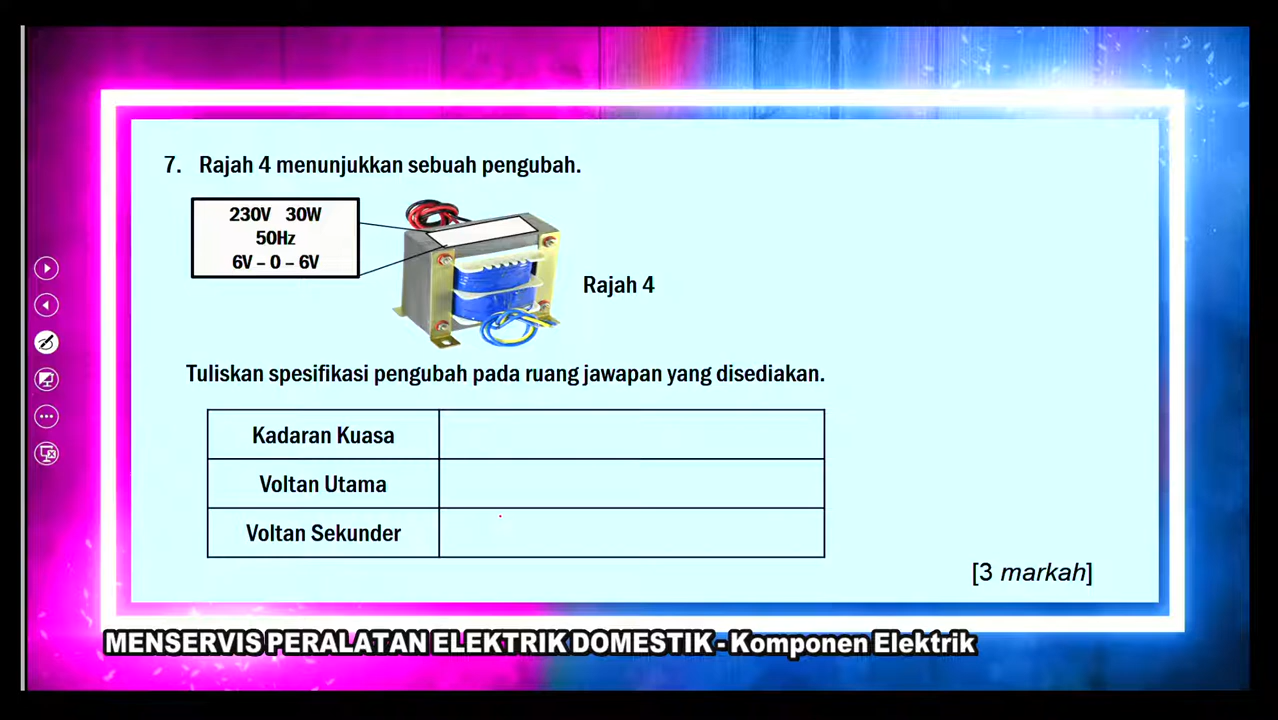 7. Rajah 4 menunjukkan sebuah pengubah.
230V 30W
50Hz
6V – 0 – 6V
Rajah 4
Tuliskan spesifikasi pengubah pada ruang jawapan yang disediakan.
Kadaran Kuasa
Voltan Utama
Voltan Sekunder
[3 markah]
MENSERVIS PERALATAN ELEKTRIK DOMESTIK - Komponen Elektrik